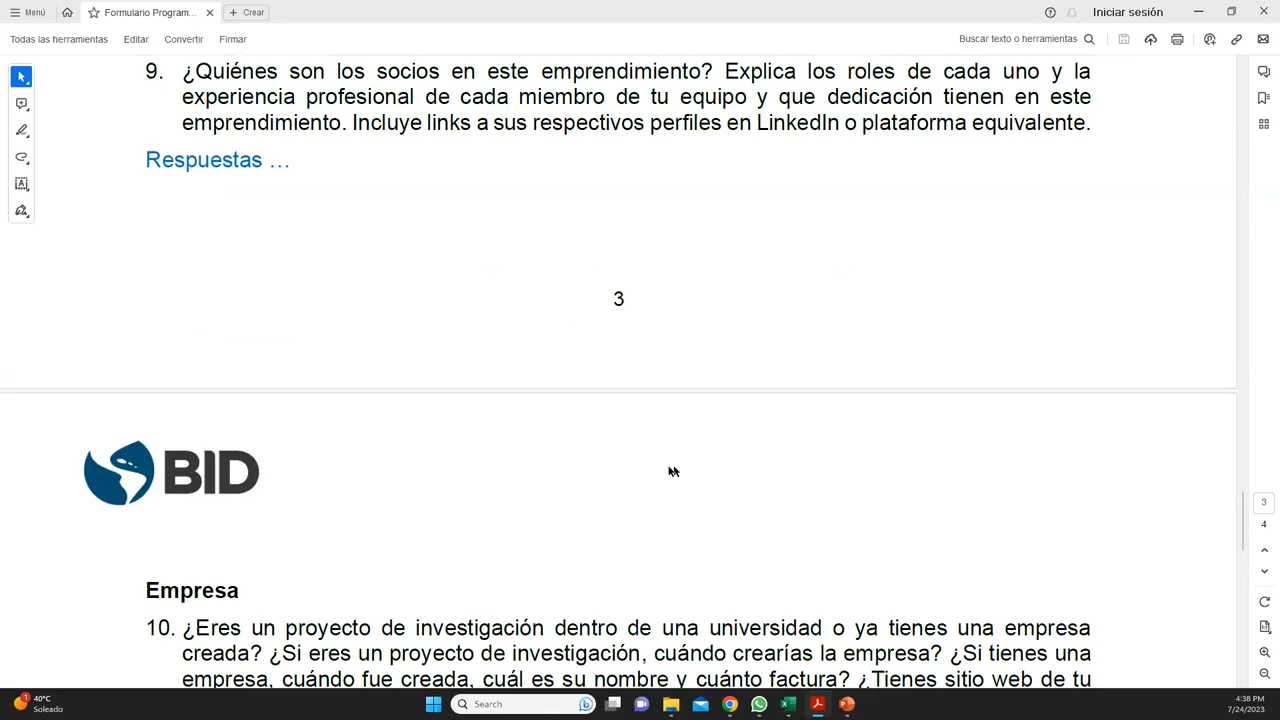 Menú
Formulario Program...
Crear
Iniciar sesión
Todas las herramientas
Editar
Convertir
Firmar
Buscar texto o herramientas
9. ¿Quiénes son los socios en este emprendimiento? Explica los roles de cada uno y la
experiencia profesional de cada miembro de tu equipo y que dedicación tienen en este
emprendimiento. Incluye links a sus respectivos perfiles en LinkedIn o plataforma equivalente.
Respuestas …
3
BID
Empresa
10. ¿Eres un proyecto de investigación dentro de una universidad o ya tienes una empresa
creada? ¿Si eres un proyecto de investigación, cuándo crearías la empresa? ¿Si tienes una
empresa, cuándo fue creada, cuál es su nombre y cuánto factura? ¿Tienes sitio web de tu
3
4
1
40°C
Soleado
Search
4:38 PM
7/24/2023